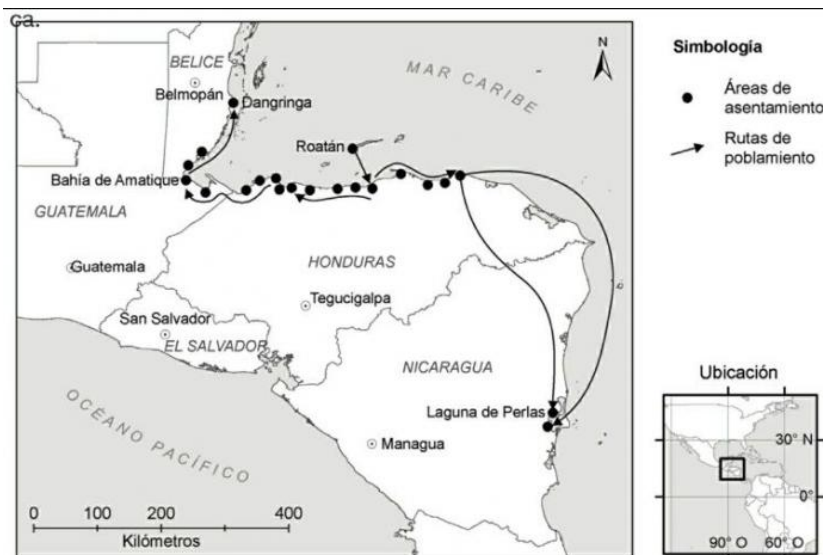 ca.
N
BELICE
Belmopán
Dangringa
MAR CARIBE
Roatán
Bahía de Amatique
GUATEMALA
Guatemala
HONDURAS
Tegucigalpa
San Salvador
EL SALVADOR
NICARAGUA
Laguna de Perlas
Managua
OCÉANO PACÍFICO
0 200 400
Kilómetros
Simbología
Áreas de
asentamiento
Rutas de
poblamiento
Ubicación
30° N
0°
90° O 60° O